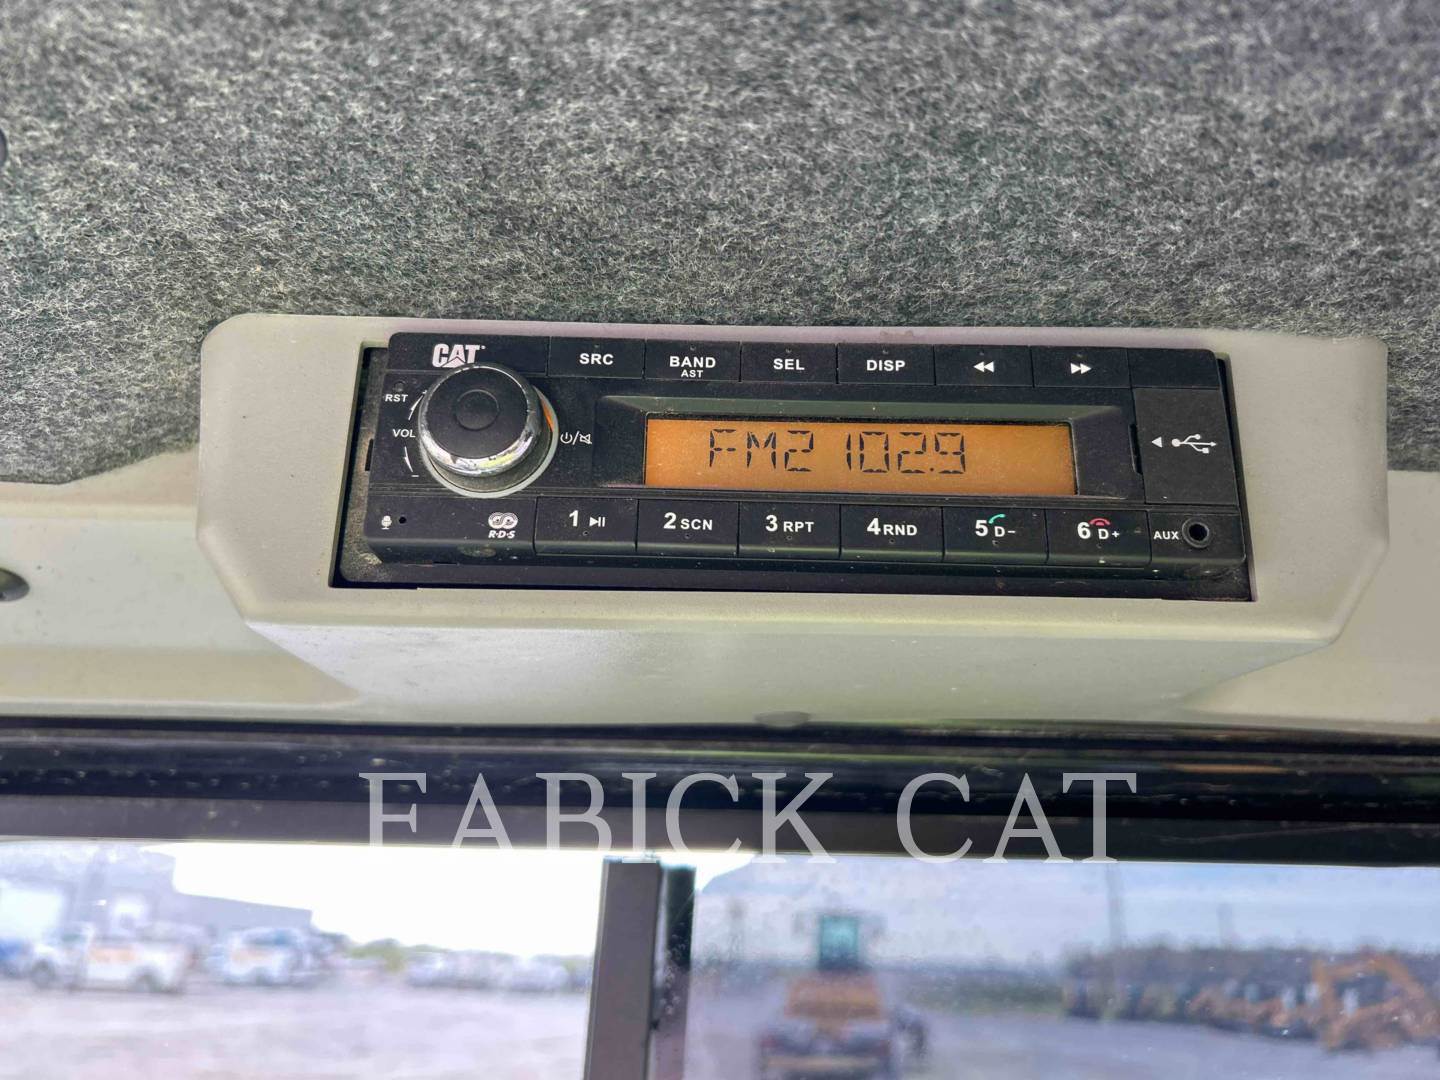 CAT
SRC BAND AST SEL DISP
RST
VOL
FM2 102.9
R·D·S
1 2 SCN 3 RPT 4 RND 5 D− 6 D+
AUX
FABICK CAT